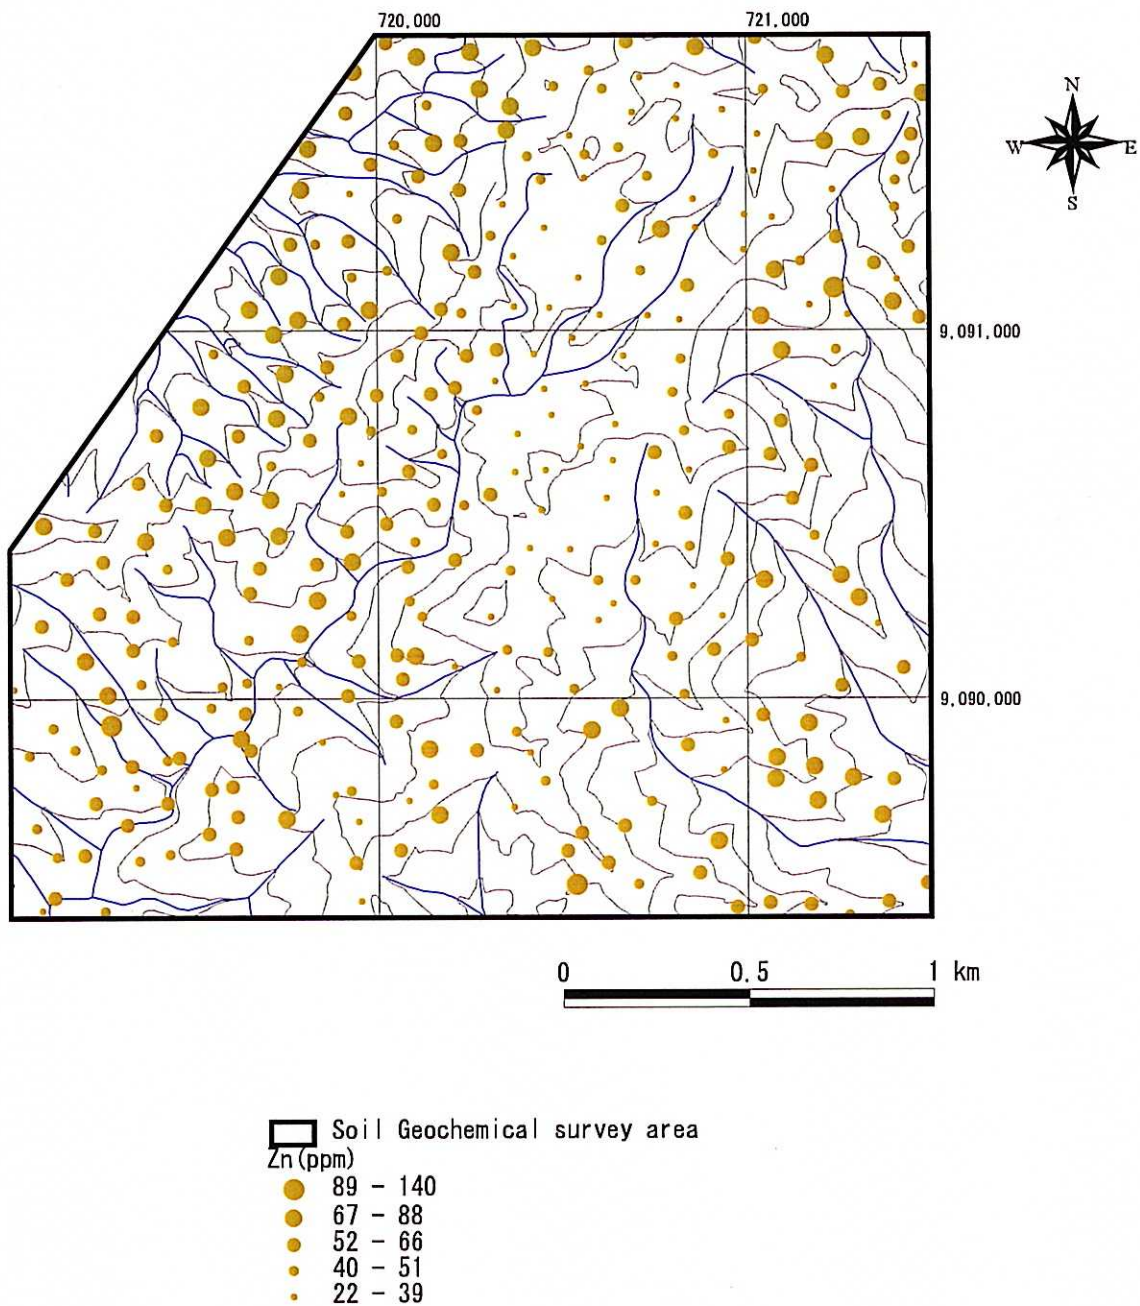 720,000 721,000
N
W E
S
9,091,000
9,090,000
0 0.5 1 km
Soil Geochemical survey area
Zn(ppm)
89 - 140
67 - 88
52 - 66
40 - 51
22 - 39